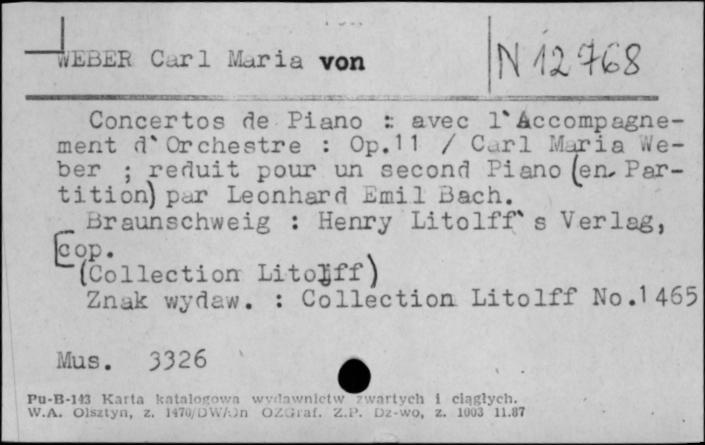 WEBER Carl Maria von
N 12768
Concertos de Piano : avec l'Accompagne-
ment d'Orchestre : Op.11 / Carl Maria We-
ber ; reduit pour un second Piano (en Par-
tition) par Leonhard Emil Bach.
Braunschweig : Henry Litolff's Verlag,
[cop.
(Collection Litolff)
Znak wydaw. : Collection Litolff No.1465
Mus. 3326
Pu-B-143 Karta katalogowa wydawnictw zwartych i ciągłych.
W.A. Olsztyn, z. 1470/DW/Jn OZGraf. Z.P. Dz-wo, z. 1003 11.87